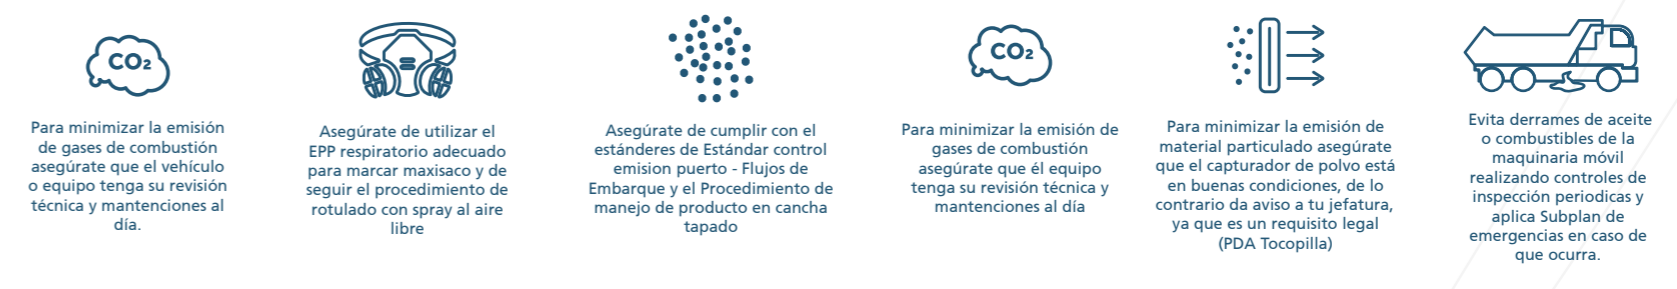 CO₂
Para minimizar la emisión
de gases de combustión
asegúrate que el vehículo
o equipo tenga su revisión
técnica y mantenciones al
día.
Asegúrate de utilizar el
EPP respiratorio adecuado
para marcar maxisaco y de
seguir el procedimiento de
rotulado con spray al aire
libre
Asegúrate de cumplir con el
estánderes de Estándar control
emision puerto - Flujos de
Embarque y el Procedimiento de
manejo de producto en cancha
tapado
CO₂
Para minimizar la emisión de
gases de combustión
asegúrate que él equipo
tenga su revisión técnica y
mantenciones al día
Para minimizar la emisión de
material particulado asegúrate
que el capturador de polvo está
en buenas condiciones, de lo
contrario da aviso a tu jefatura,
ya que es un requisito legal
(PDA Tocopilla)
Evita derrames de aceite
o combustibles de la
maquinaria móvil
realizando controles de
inspección periodicas y
aplica Subplan de
emergencias en caso de
que ocurra.